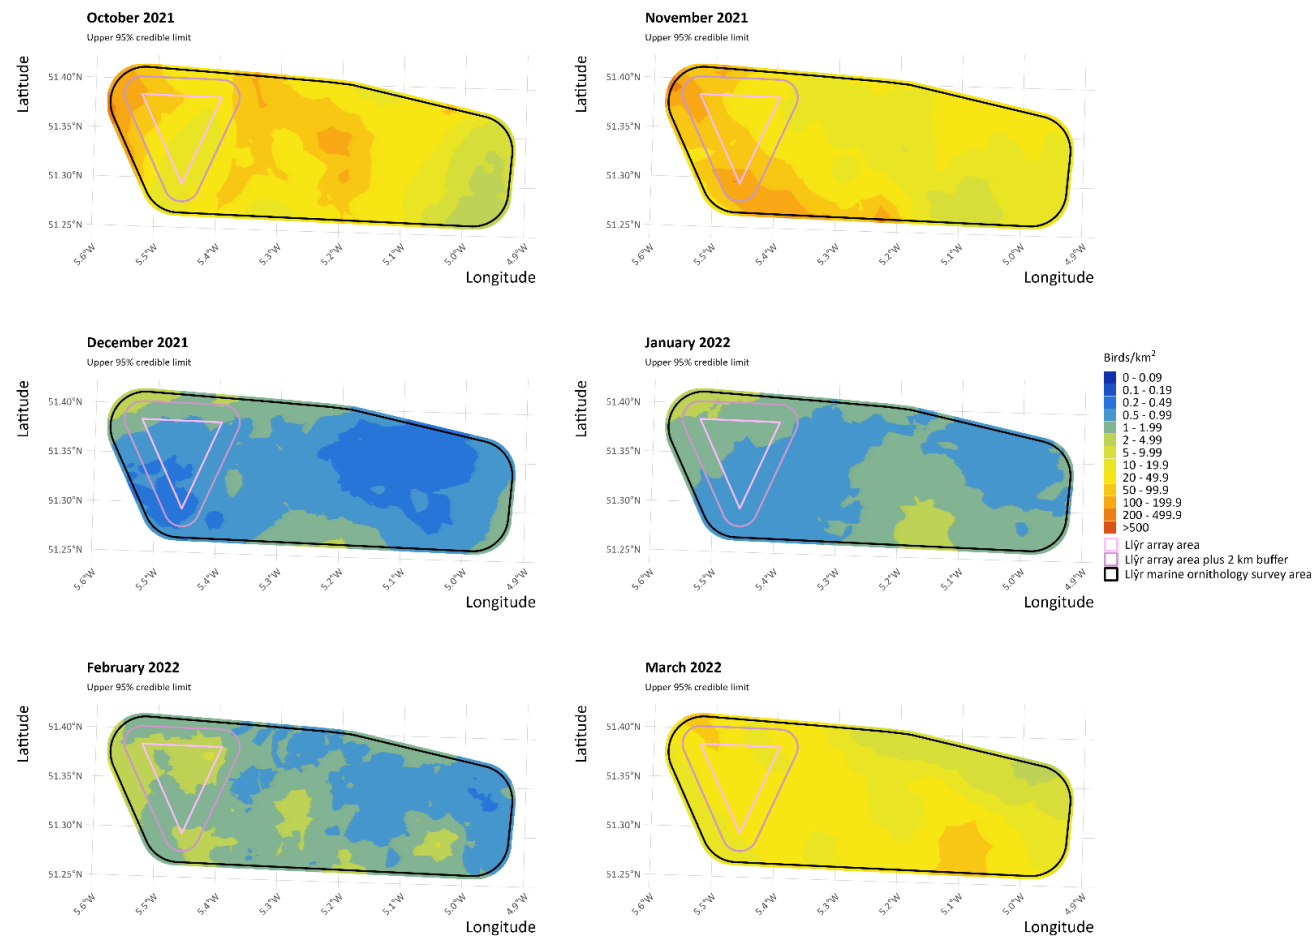 October 2021
Upper 95% credible limit
Latitude
51.40°N
51.35°N
51.30°N
51.25°N
5.6°W
5.5°W
5.4°W
5.3°W
5.2°W
5.1°W
5.0°W
4.9°W
Longitude
November 2021
Upper 95% credible limit
Latitude
51.40°N
51.35°N
51.30°N
51.25°N
5.6°W
5.5°W
5.4°W
5.3°W
5.2°W
5.1°W
5.0°W
4.9°W
Longitude
December 2021
Upper 95% credible limit
Latitude
51.40°N
51.35°N
51.30°N
51.25°N
5.6°W
5.5°W
5.4°W
5.3°W
5.2°W
5.1°W
5.0°W
4.9°W
Longitude
January 2022
Upper 95% credible limit
Latitude
51.40°N
51.35°N
51.30°N
51.25°N
5.6°W
5.5°W
5.4°W
5.3°W
5.2°W
5.1°W
5.0°W
4.9°W
Longitude
Birds/km²
0 - 0.09
0.1 - 0.19
0.2 - 0.49
0.5 - 0.99
1 - 1.99
2 - 4.99
5 - 9.99
10 - 19.9
20 - 49.9
50 - 99.9
100 - 199.9
200 - 499.9
>500
Llŷr array area
Llŷr array area plus 2 km buffer
Llŷr marine ornithology survey area
February 2022
Upper 95% credible limit
Latitude
51.40°N
51.35°N
51.30°N
51.25°N
5.6°W
5.5°W
5.4°W
5.3°W
5.2°W
5.1°W
5.0°W
4.9°W
Longitude
March 2022
Upper 95% credible limit
Latitude
51.40°N
51.35°N
51.30°N
51.25°N
5.6°W
5.5°W
5.4°W
5.3°W
5.2°W
5.1°W
5.0°W
4.9°W
Longitude